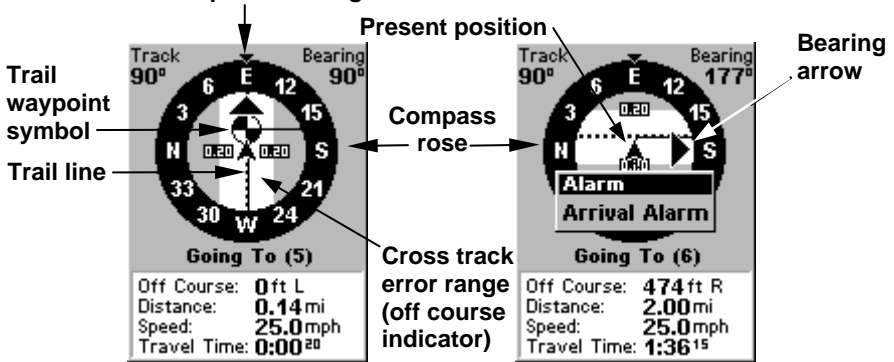 Present position
Bearing
arrow
Trail
waypoint
symbol
Trail line
Compass
rose
Cross track
error range
(off course
indicator)
Track
90°
Bearing
90°
E
12
15
S
21
24
W
30
33
N
3
6
0.20
0.20
Going To (5)
Off Course: 0 ft L
Distance: 0.14 mi
Speed: 25.0 mph
Travel Time: 0:00 20
Track
90°
Bearing
177°
E
12
15
S
N
3
6
0.20
Alarm
Arrival Alarm
Going To (6)
Off Course: 474 ft R
Distance: 2.00 mi
Speed: 25.0 mph
Travel Time: 1:36 15